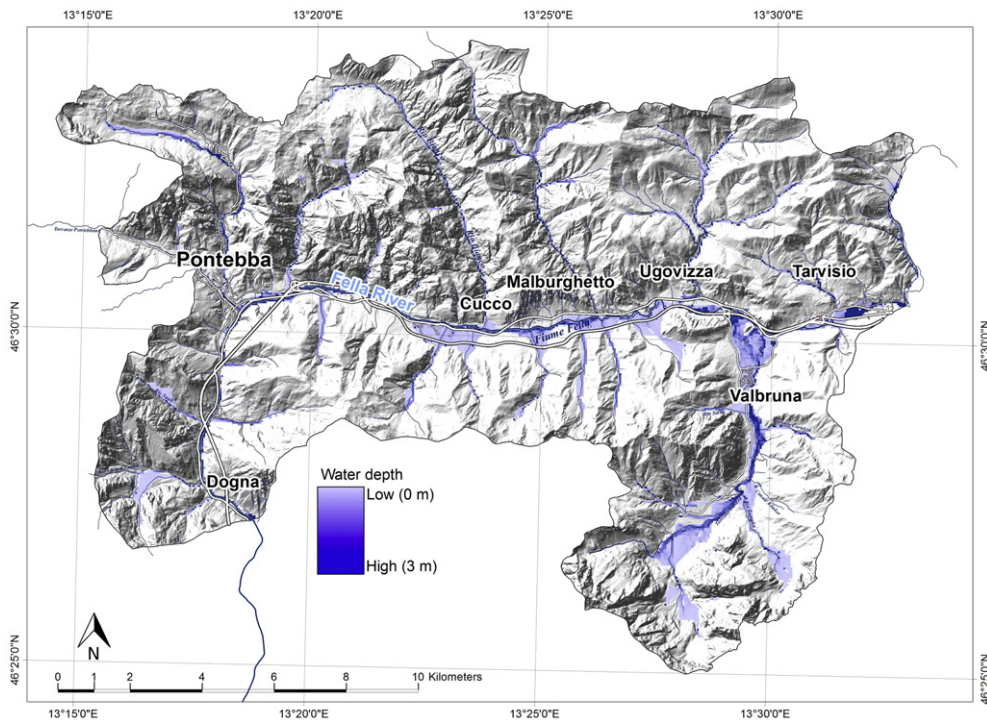 13°15'0"E
13°20'0"E
13°25'0"E
13°30'0"E
Pontebba
Fella River
Cucco
Malburghetto
Ugovizza
Tarvisio
Fiume Fella
46°30'0"N
46°30'0"N
Valbruna
Dogna
Water depth
Low (0 m)
High (3 m)
N
46°25'0"N
46°25'0"N
0 1 2 4 6 8 10 Kilometers
13°15'0"E
13°20'0"E
13°25'0"E
13°30'0"E